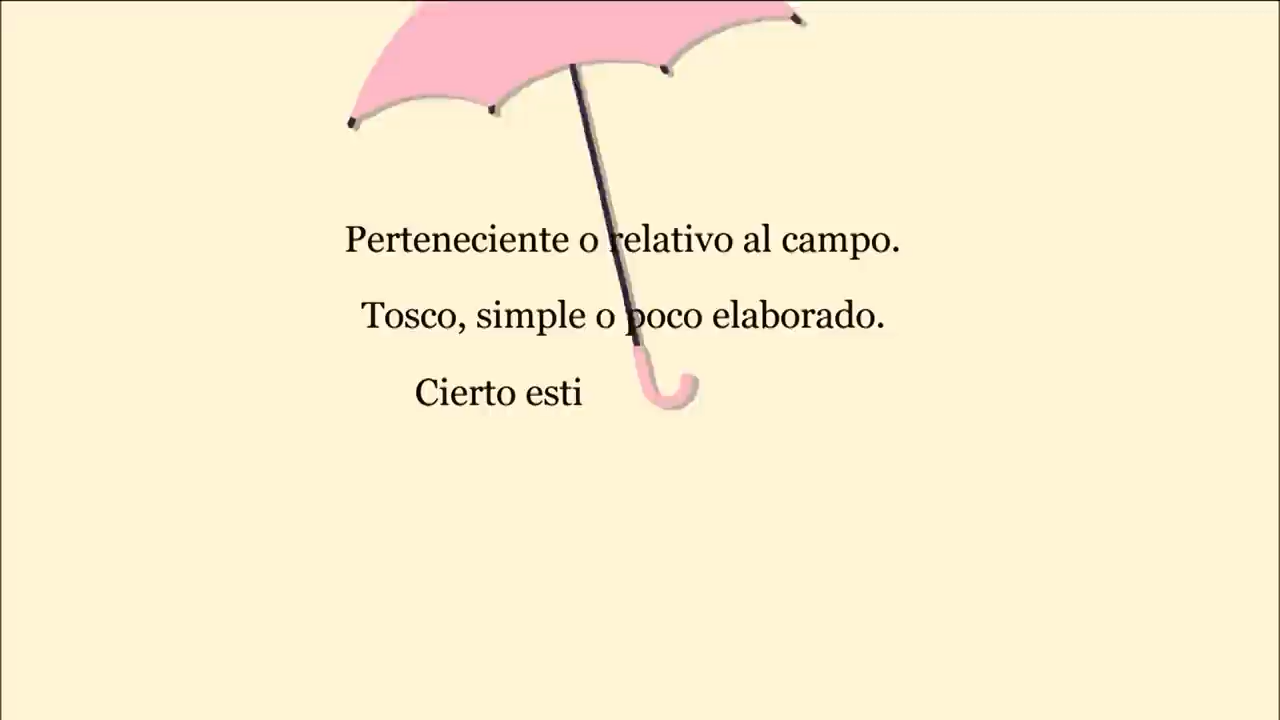 Perteneciente o relativo al campo.
Tosco, simple o poco elaborado.
Cierto esti